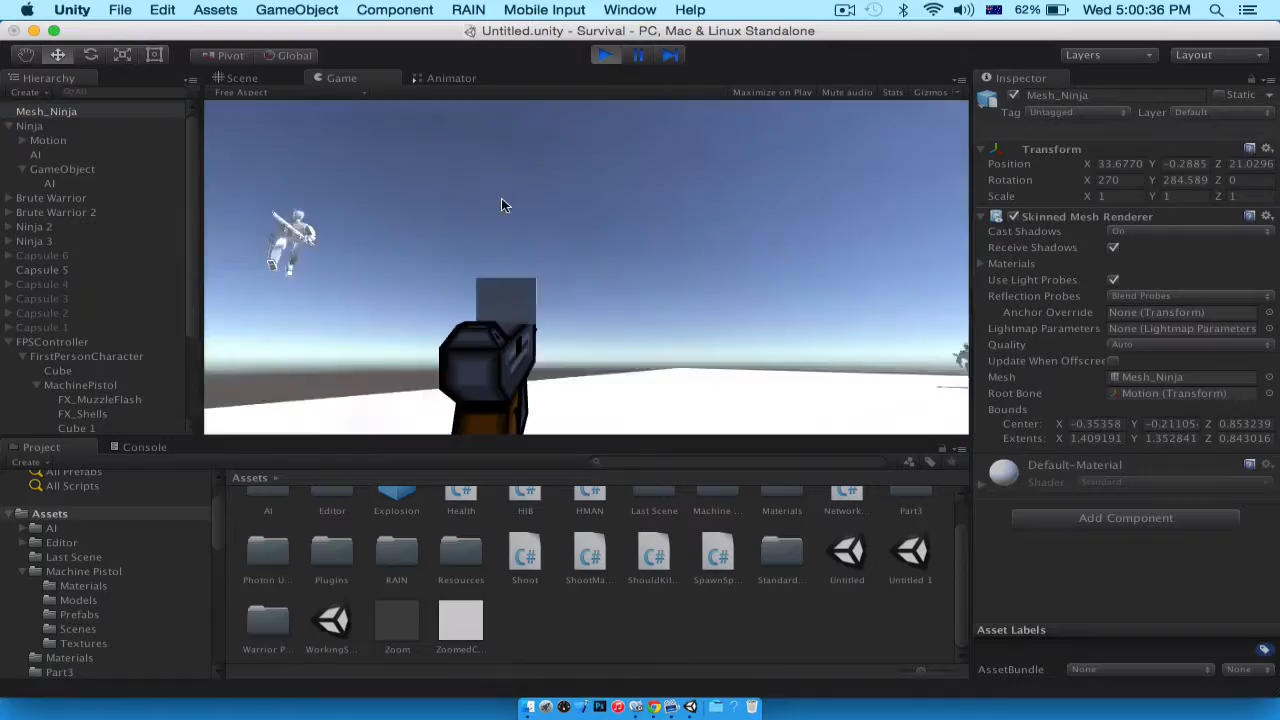 Unity File Edit Assets GameObject Component RAIN Mobile Input Window Help 62% Wed 5:00:36 PM
Untitled.unity - Survival - PC, Mac & Linux Standalone
Pivot Global Layers Layout
Hierarchy Scene Game Animator Inspector
Create All Free Aspect Maximize on Play Mute audio Stats Gizmos Mesh_Ninja Static
Mesh_Ninja Tag Untagged Layer Default
Ninja
Motion
AI
GameObject
AI
Brute Warrior
Brute Warrior 2
Ninja 2
Ninja 3
Capsule 6
Capsule 5
Capsule 4
Capsule 3
Capsule 2
Capsule 1
FPSController
FirstPersonCharacter
Cube
MachinePistol
FX_MuzzleFlash
FX_Shells
Cube 1
Transform
Position X 33.6770 Y -0.2885 Z 21.0296
Rotation X 270 Y 284.589 Z 0
Scale X 1 Y 1 Z 1
Skinned Mesh Renderer
Cast Shadows On
Receive Shadows
Materials
Use Light Probes
Reflection Probes Blend Probes
Anchor Override None (Transform)
Lightmap Parameters None (Lightmap Parameters
Quality Auto
Update When Offscree
Mesh Mesh_Ninja
Root Bone Motion (Transform)
Bounds
Center: X -0.35358 Y -0.21105 Z 0.853239
Extents: X 1.409191 Y 1.352841 Z 0.843016
Default-Material
Shader Standard
Add Component
Asset Labels
AssetBundle None None
Project Console
Create
All Prefabs
All Scripts
Assets
AI
Editor
Last Scene
Machine Pistol
Materials
Models
Prefabs
Scenes
Textures
Materials
Part3
Assets
AI Editor Explosion Health HIB HMAN Last Scene Machine ... Materials Network... Part3
Photon U... Plugins RAIN Resources Shoot ShootMa... ShouldKil... SpawnSp... Standard... Untitled Untitled 1
Warrior P... WorkingS... Zoom ZoomedC...